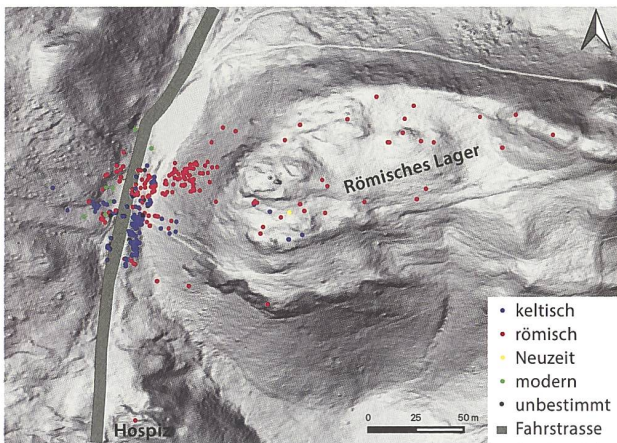 Römisches Lager
keltisch
römisch
Neuzeit
modern
unbestimmt
Fahrstrasse
0 25 50 m
Hospiz